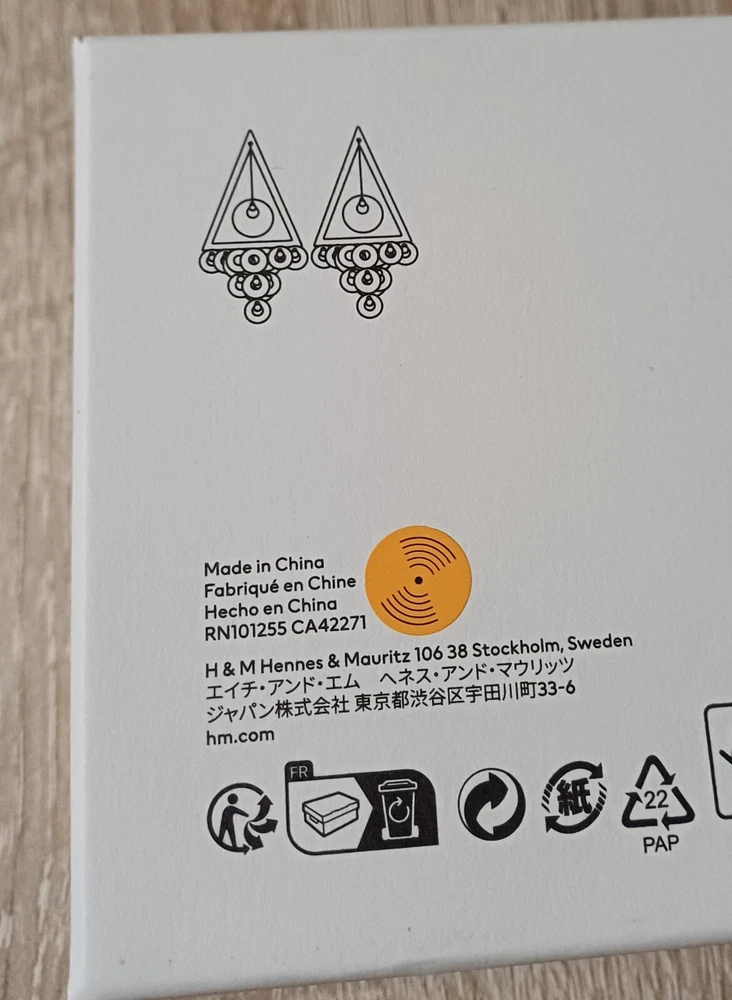 Made in China
Fabriqué en Chine
Hecho en China
RN101255 CA42271
H & M Hennes & Mauritz 106 38 Stockholm, Sweden
エイチ・アンド・エム ヘネス・アンド・マウリッツ
ジャパン株式会社 東京都渋谷区宇田川町33-6
hm.com
FR
紙
22
PAP